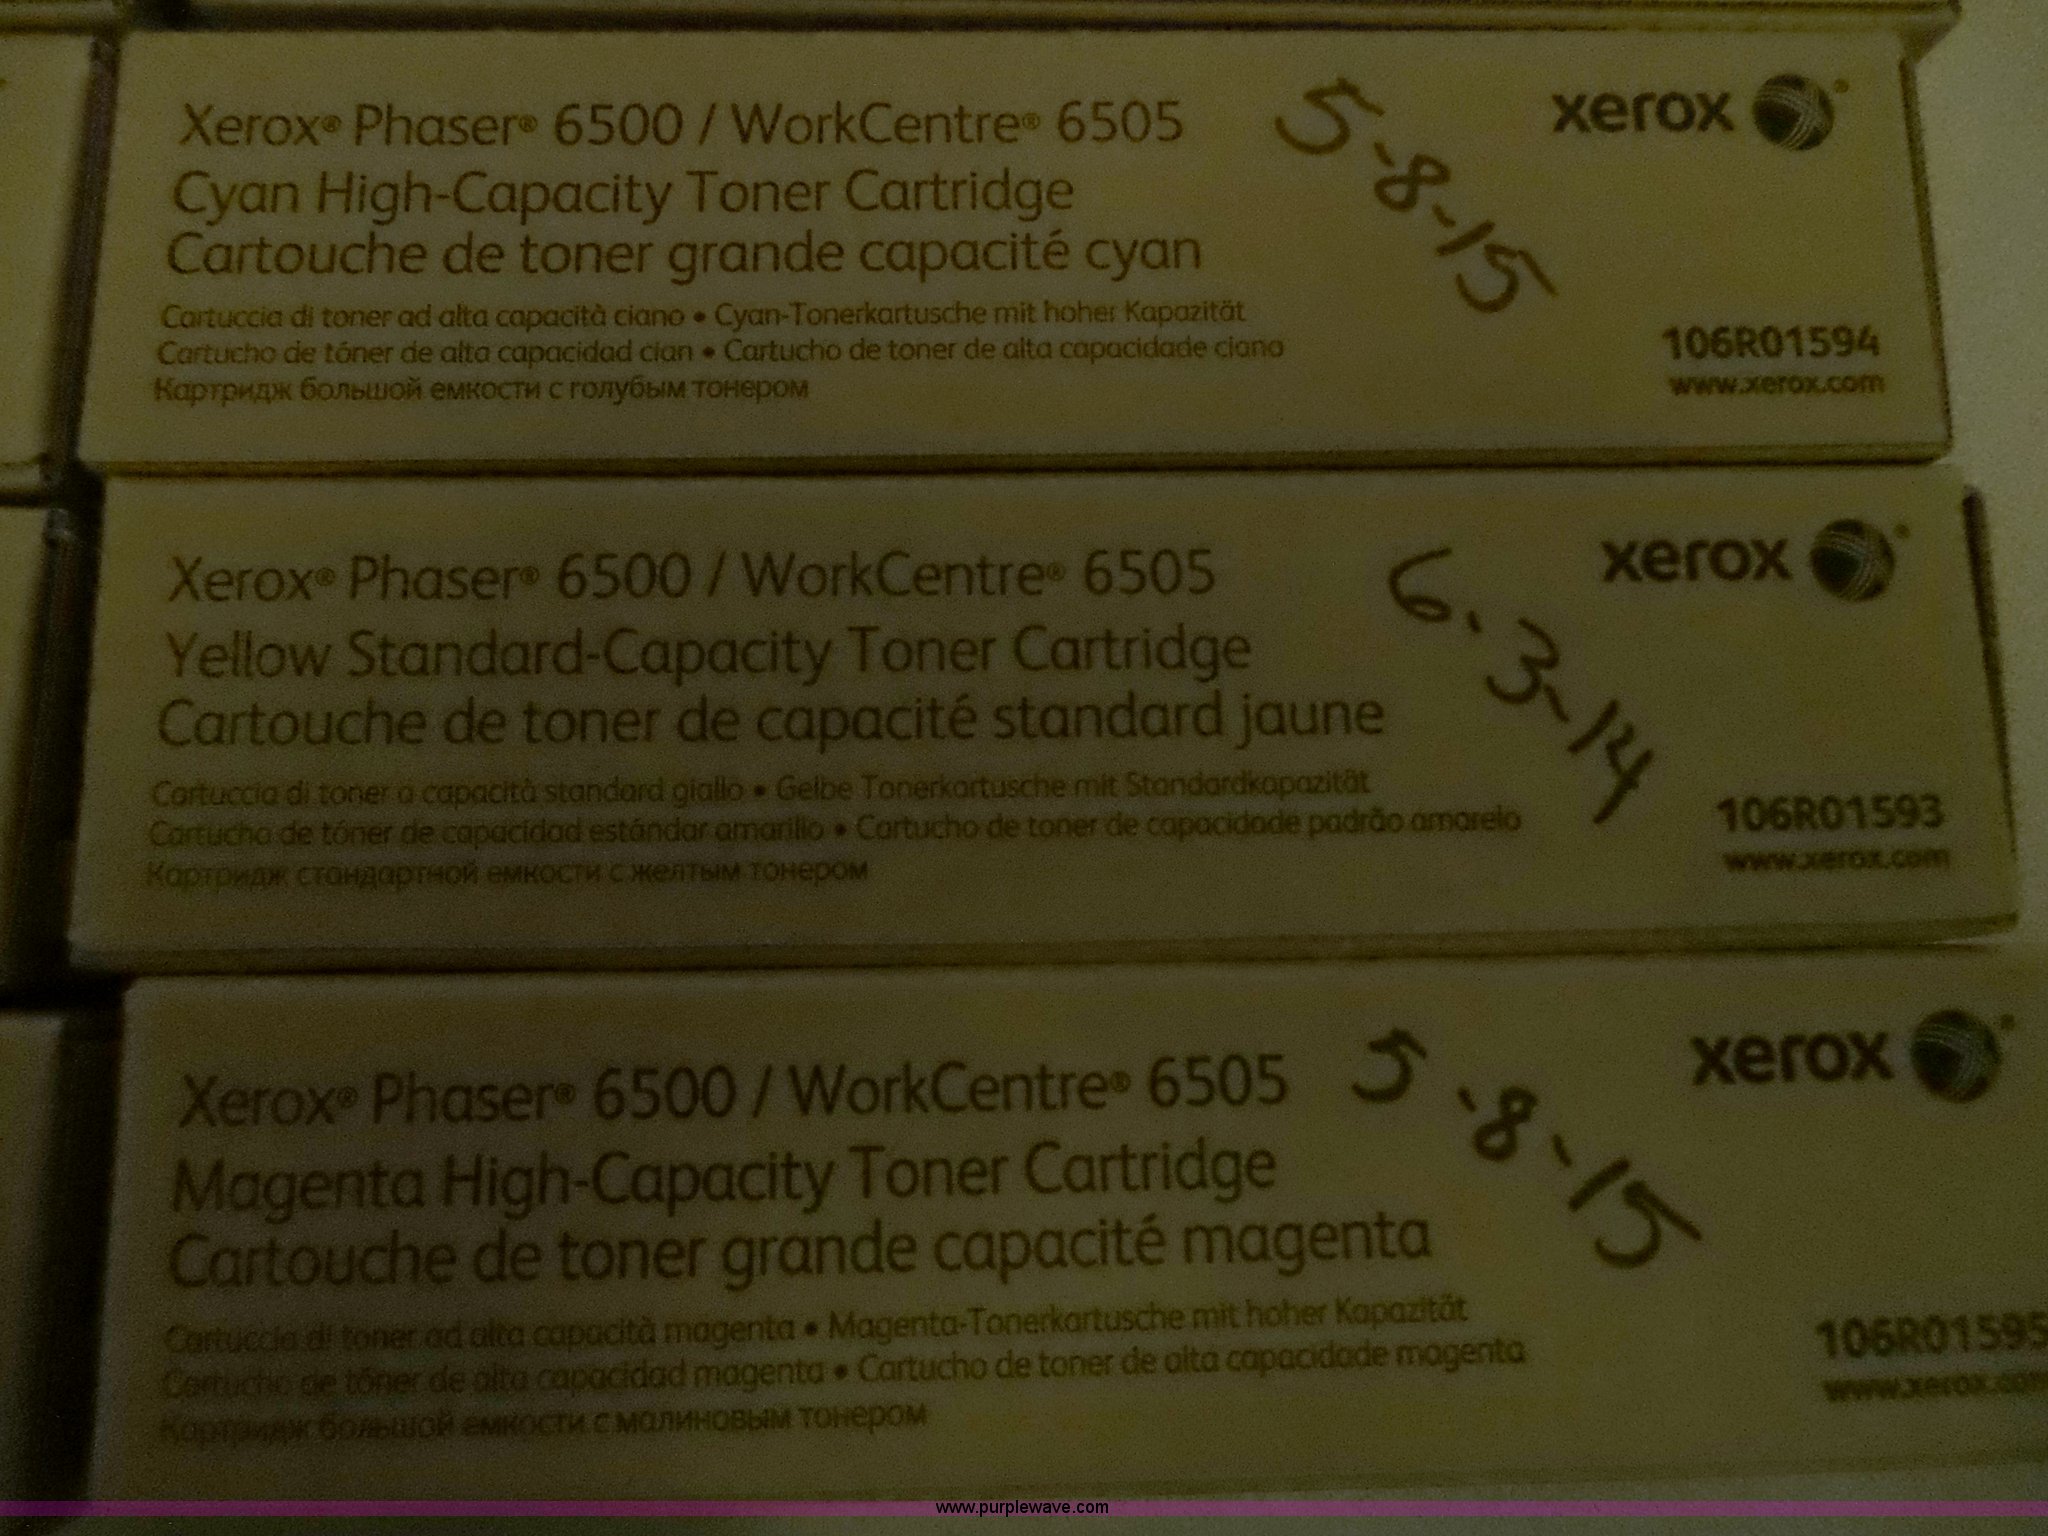 Xerox® Phaser® 6500 / WorkCentre® 6505
Cyan High-Capacity Toner Cartridge
Cartouche de toner grande capacité cyan
Cartuccia di toner ad alta capacità ciano • Cyan-Tonerkartusche mit hoher Kapazität
Cartucho de tóner de alta capacidad cian • Cartucho de toner de alta capacidade ciano
Картридж большой емкости с голубым тонером
5-8-15
xerox®
106R01594
www.xerox.com
Xerox® Phaser® 6500 / WorkCentre® 6505
Yellow Standard-Capacity Toner Cartridge
Cartouche de toner de capacité standard jaune
Cartuccia di toner a capacità standard giallo • Gelbe Tonerkartusche mit Standardkapazität
Cartucho de tóner de capacidad estándar amarillo • Cartucho de toner de capacidade padrão amarelo
Картридж стандартной емкости с желтым тонером
6-3-14
xerox®
106R01593
www.xerox.com
Xerox® Phaser® 6500 / WorkCentre® 6505
Magenta High-Capacity Toner Cartridge
Cartouche de toner grande capacité magenta
Cartuccia di toner ad alta capacità magenta • Magenta-Tonerkartusche mit hoher Kapazität
Cartucho de tóner de alta capacidad magenta • Cartucho de toner de alta capacidade magenta
Картридж большой емкости с малиновым тонером
5-8-15
xerox®
106R01595
www.xerox.com
www.purplewave.com